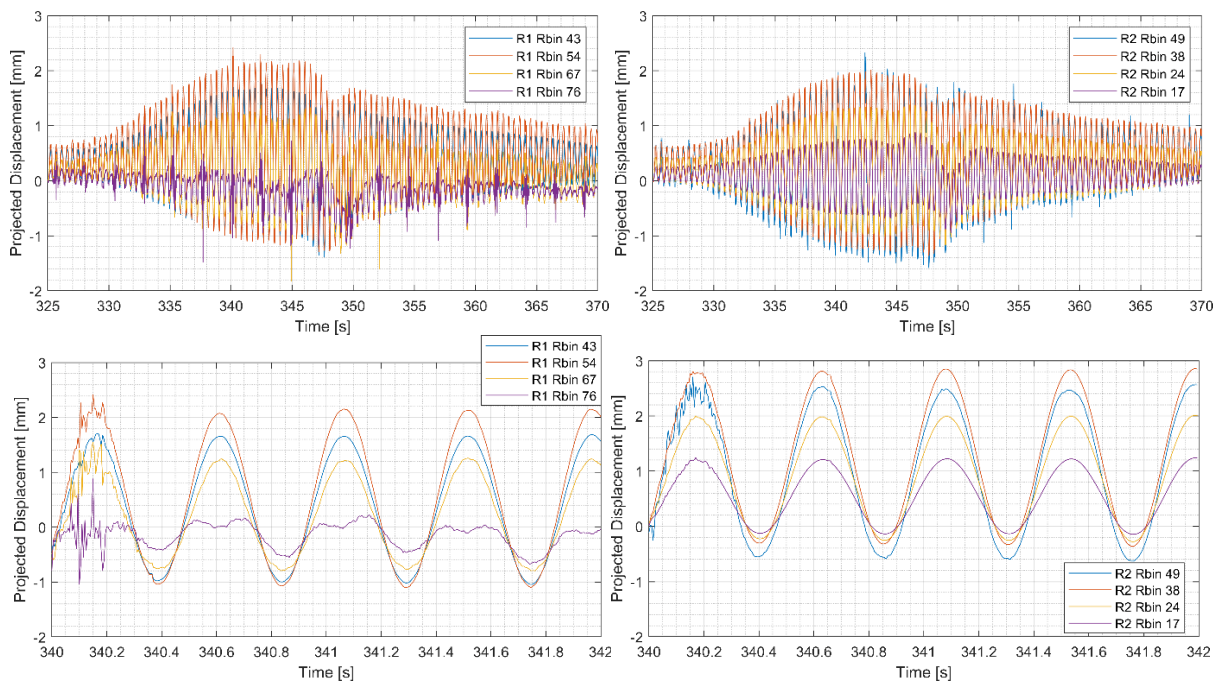 Projected Displacement [mm]
3
2
1
0
-1
-2
325 330 335 340 345 350 355 360 365 370
Time [s]
R1 Rbin 43
R1 Rbin 54
R1 Rbin 67
R1 Rbin 76
Projected Displacement [mm]
3
2
1
0
-1
-2
325 330 335 340 345 350 355 360 365 370
Time [s]
R2 Rbin 49
R2 Rbin 38
R2 Rbin 24
R2 Rbin 17
Projected Displacement [mm]
3
2
1
0
-1
-2
340 340.2 340.4 340.6 340.8 341 341.2 341.4 341.6 341.8 342
Time [s]
R1 Rbin 43
R1 Rbin 54
R1 Rbin 67
R1 Rbin 76
Projected Displacement [mm]
3
2
1
0
-1
-2
340 340.2 340.4 340.6 340.8 341 341.2 341.4 341.6 341.8 342
Time [s]
R2 Rbin 49
R2 Rbin 38
R2 Rbin 24
R2 Rbin 17